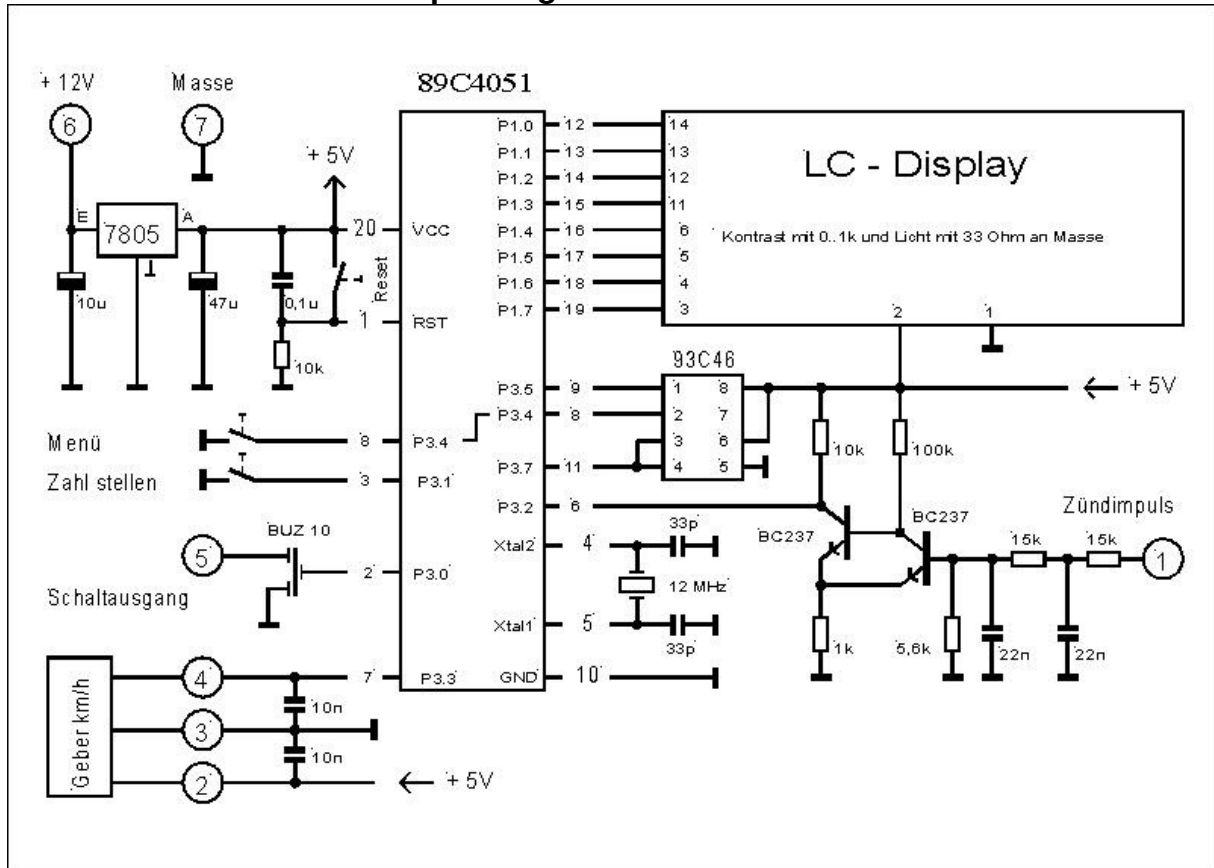 89C4051
+ 12V
Masse
6
7
+ 5V
E
7805
A
10u
47u
0,1u
Reset
10k
20
VCC
1
RST
Menü
8
P3.4
Zahl stellen
3
P3.1
BUZ 10
5
2
P3.0
Schaltausgang
Geber km/h
4
7
P3.3
10n
3
10n
2
+ 5V
P1.0 12 14
P1.1 13 13
P1.2 14 12
P1.3 15 11
P1.4 16 6
P1.5 17 5
P1.6 18 4
P1.7 19 3
LC - Display
Kontrast mit 0..1k und Licht mit 33 Ohm an Masse
2
1
93C46
P3.5 9 1 8
P3.4 8 2 7
3 6
P3.7 11 4 5
+ 5V
10k
100k
P3.2 6
BC237
BC237
Zündimpuls
15k
15k
1
Xtal2 4
33p
12 MHz
Xtal1 5
33p
GND 10
1k
5,6k
22n
22n